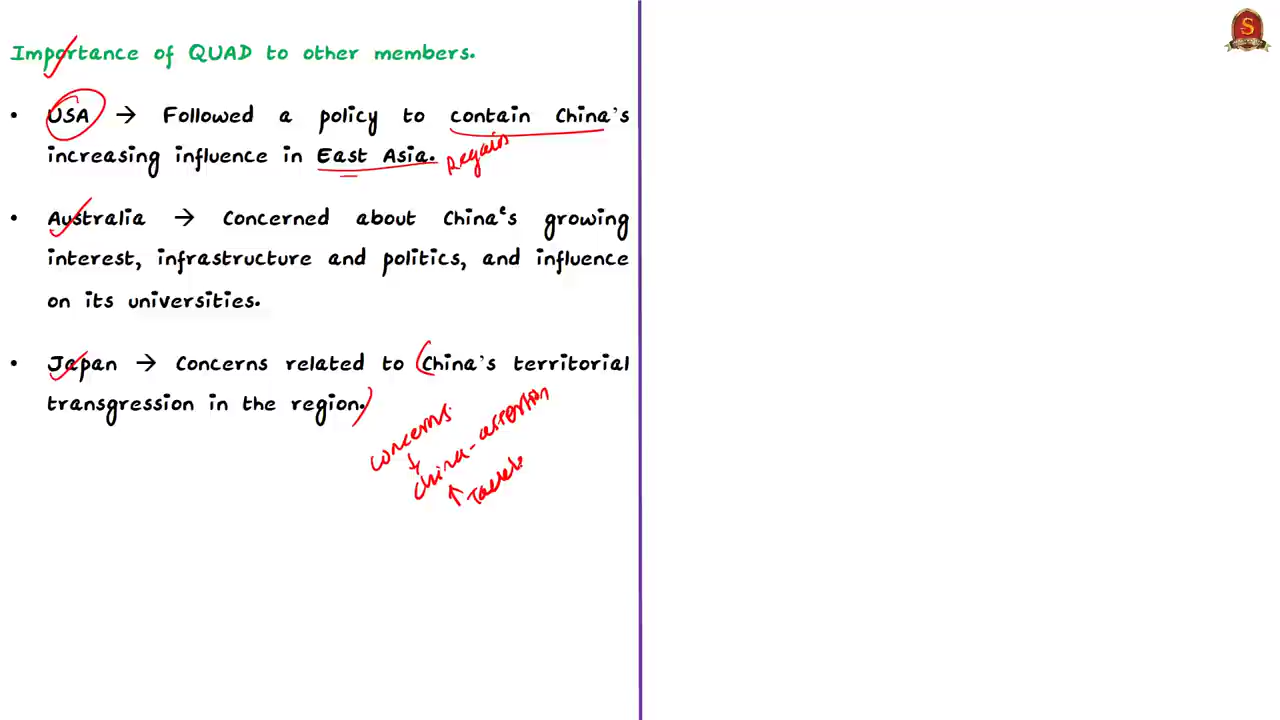 Importance of QUAD to other members.
• USA → Followed a policy to contain China's
increasing influence in East Asia.
Regain
• Australia → Concerned about China's growing
interest, infrastructure and politics, and influence
on its universities.
• Japan → Concerns related to (China's territorial
transgression in the region.)
concerns
↓
China - assertion
↑
S